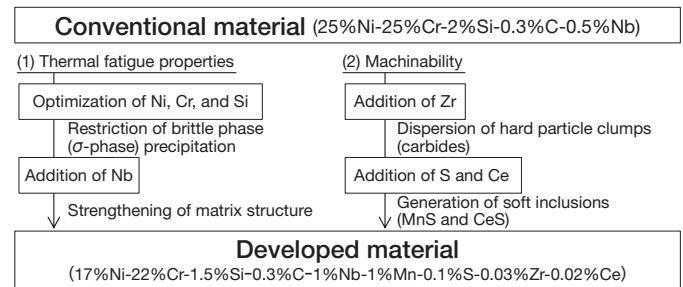 Conventional material (25%Ni-25%Cr-2%Si-0.3%C-0.5%Nb)
(1) Thermal fatigue properties
Optimization of Ni, Cr, and Si
Restriction of brittle phase
(σ-phase) precipitation
Addition of Nb
Strengthening of matrix structure
(2) Machinability
Addition of Zr
Dispersion of hard particle clumps
(carbides)
Addition of S and Ce
Generation of soft inclusions
(MnS and CeS)
Developed material
(17%Ni-22%Cr-1.5%Si-0.3%C-1%Nb-1%Mn-0.1%S-0.03%Zr-0.02%Ce)